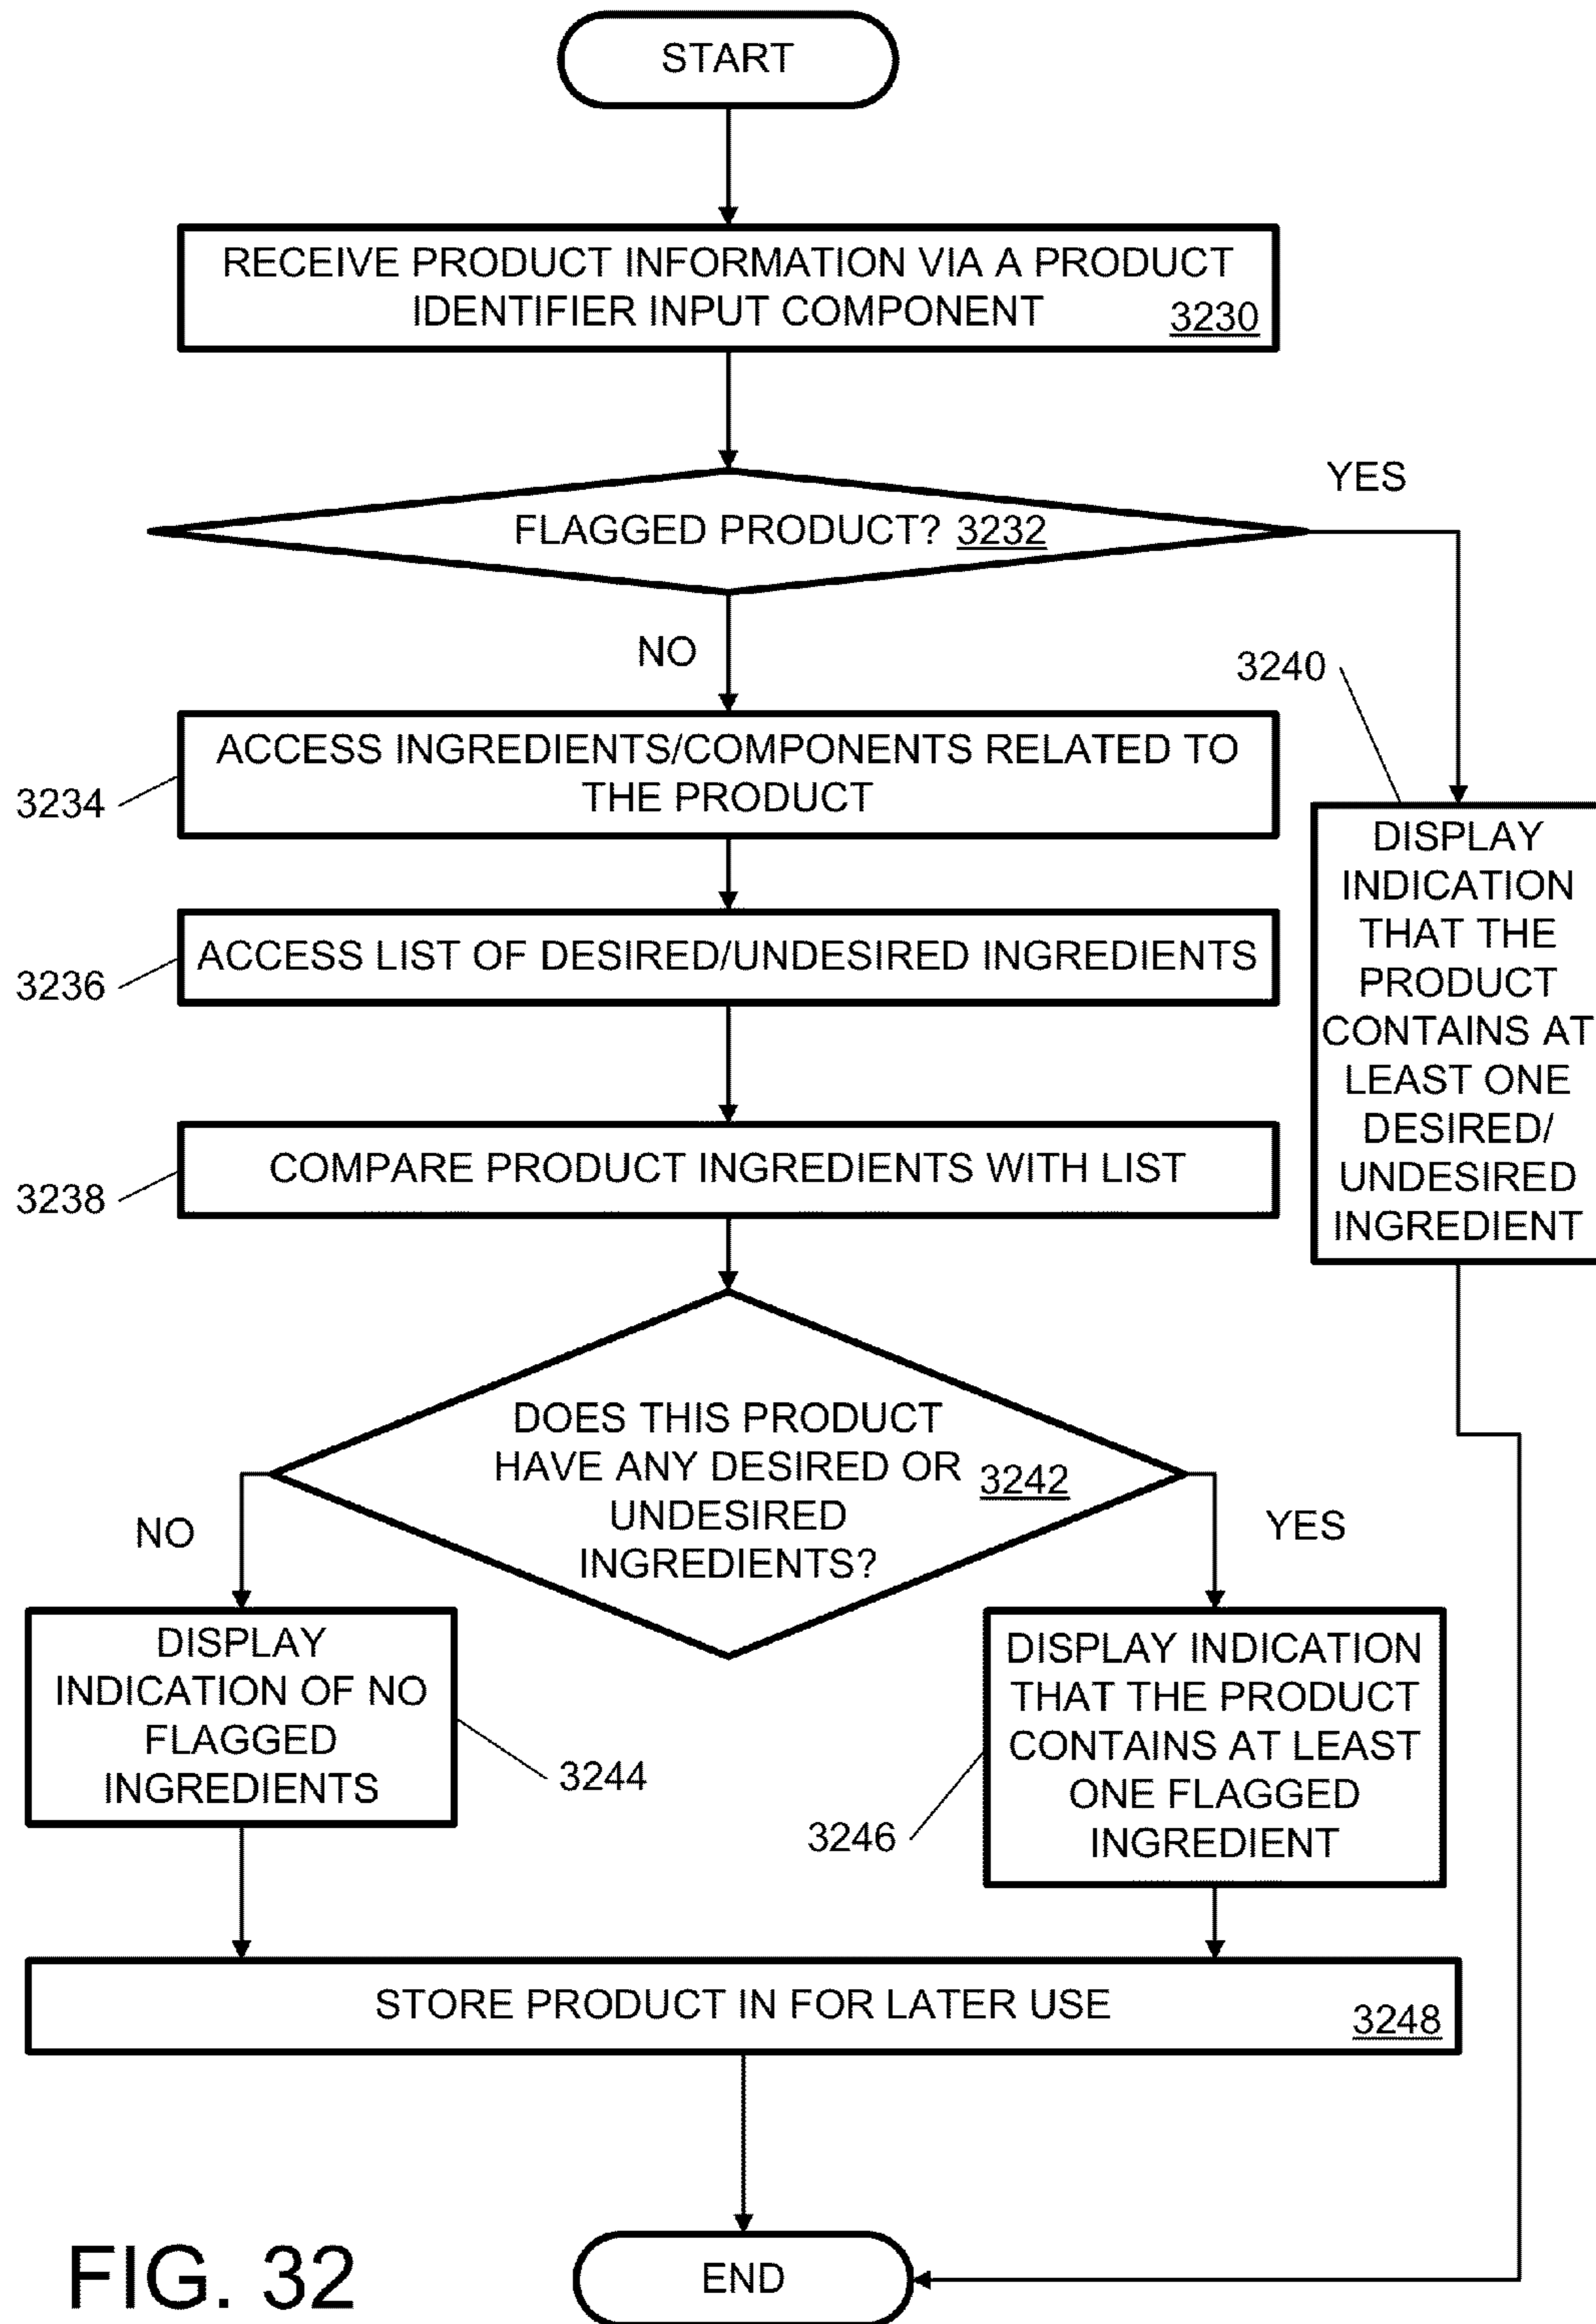 START
RECEIVE PRODUCT INFORMATION VIA A PRODUCT
IDENTIFIER INPUT COMPONENT
3230
FLAGGED PRODUCT? 3232
YES
NO
3240
ACCESS INGREDIENTS/COMPONENTS RELATED TO
THE PRODUCT
3234
ACCESS LIST OF DESIRED/UNDESIRED INGREDIENTS
3236
COMPARE PRODUCT INGREDIENTS WITH LIST
3238
DISPLAY
INDICATION
THAT THE
PRODUCT
CONTAINS AT
LEAST ONE
DESIRED/
UNDESIRED
INGREDIENT
DOES THIS PRODUCT
HAVE ANY DESIRED OR
UNDESIRED
INGREDIENTS?
3242
NO
YES
DISPLAY
INDICATION OF NO
FLAGGED
INGREDIENTS
3244
DISPLAY INDICATION
THAT THE PRODUCT
CONTAINS AT LEAST
ONE FLAGGED
INGREDIENT
3246
STORE PRODUCT IN FOR LATER USE
3248
END
FIG. 32